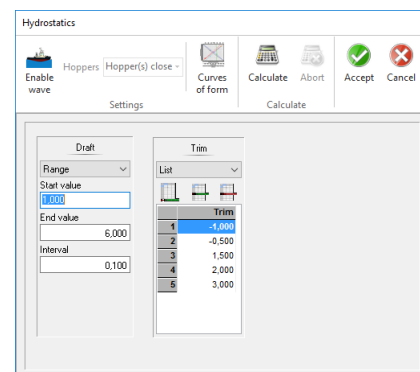 Hydrostatics
Enable wave
Hoppers Hopper(s) close
Curves of form
Calculate
Abort
Accept
Cancel
Settings
Calculate
Draft
Range
Start value
1,000
End value
6,000
Interval
0,100
Trim
List
Trim
1 -1,000
2 -0,500
3 1,500
4 2,000
5 3,000